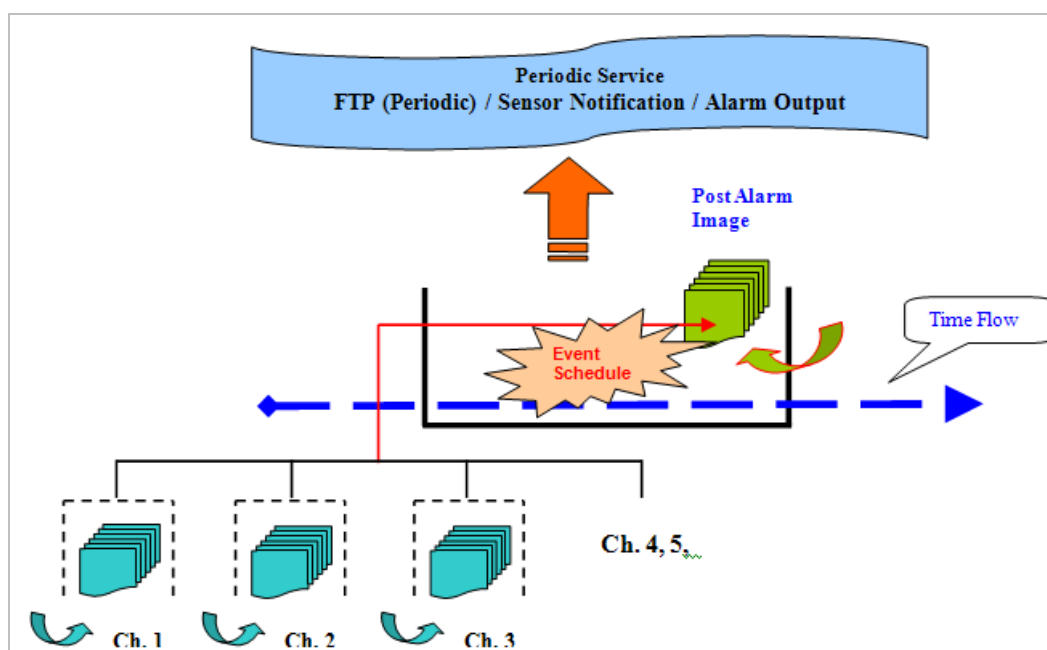 Periodic Service
FTP (Periodic) / Sensor Notification / Alarm Output
Post Alarm
Image
Time Flow
Event
Schedule
Ch. 4, 5,
Ch. 1
Ch. 2
Ch. 3